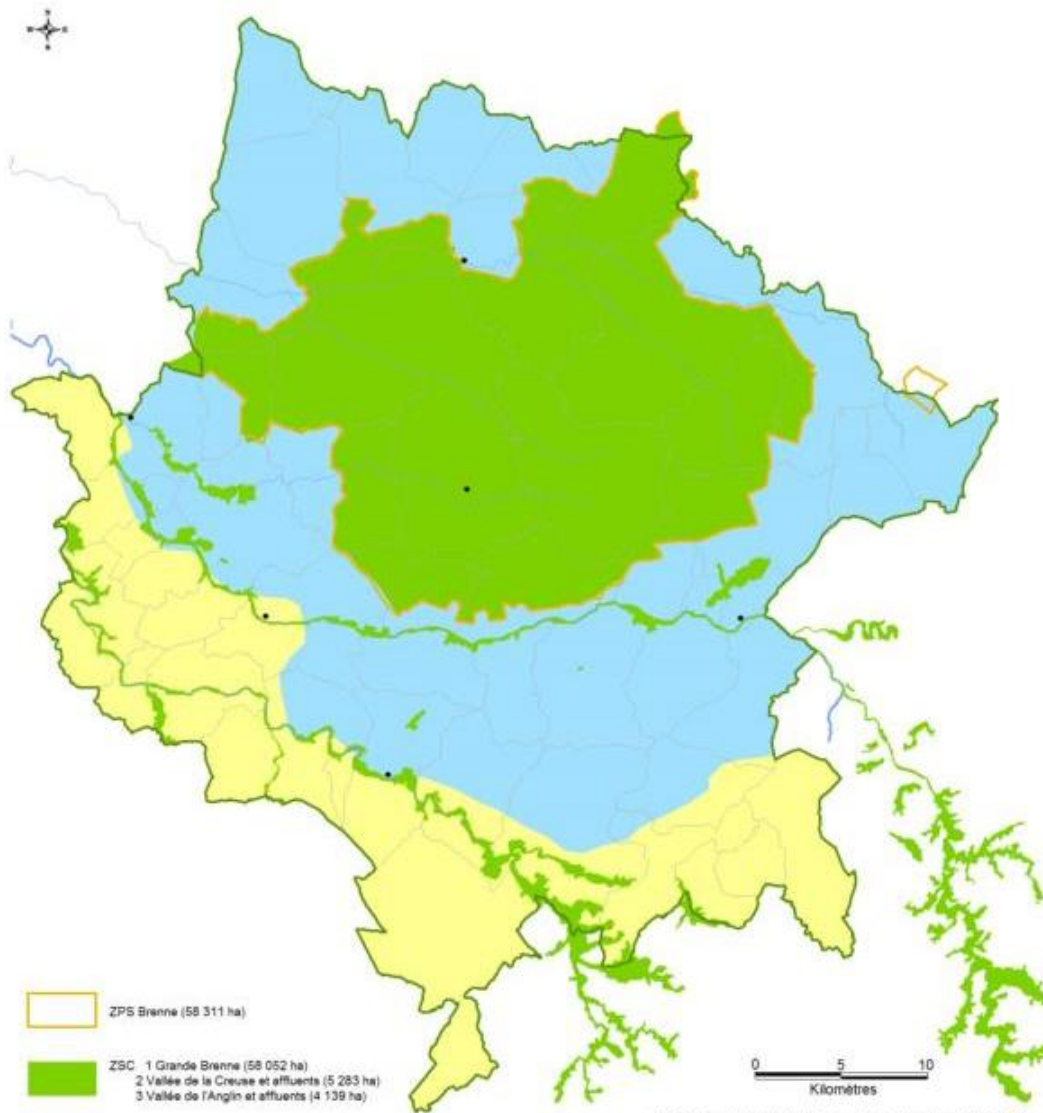 N
W E
S
ZPS Brenne (58 311 ha)
ZSC 1 Grande Brenne (58 052 ha)
2 Vallée de la Creuse et affluents (5 283 ha)
3 Vallée de l'Anglin et affluents (4 139 ha)
0 5 10
Kilomètres